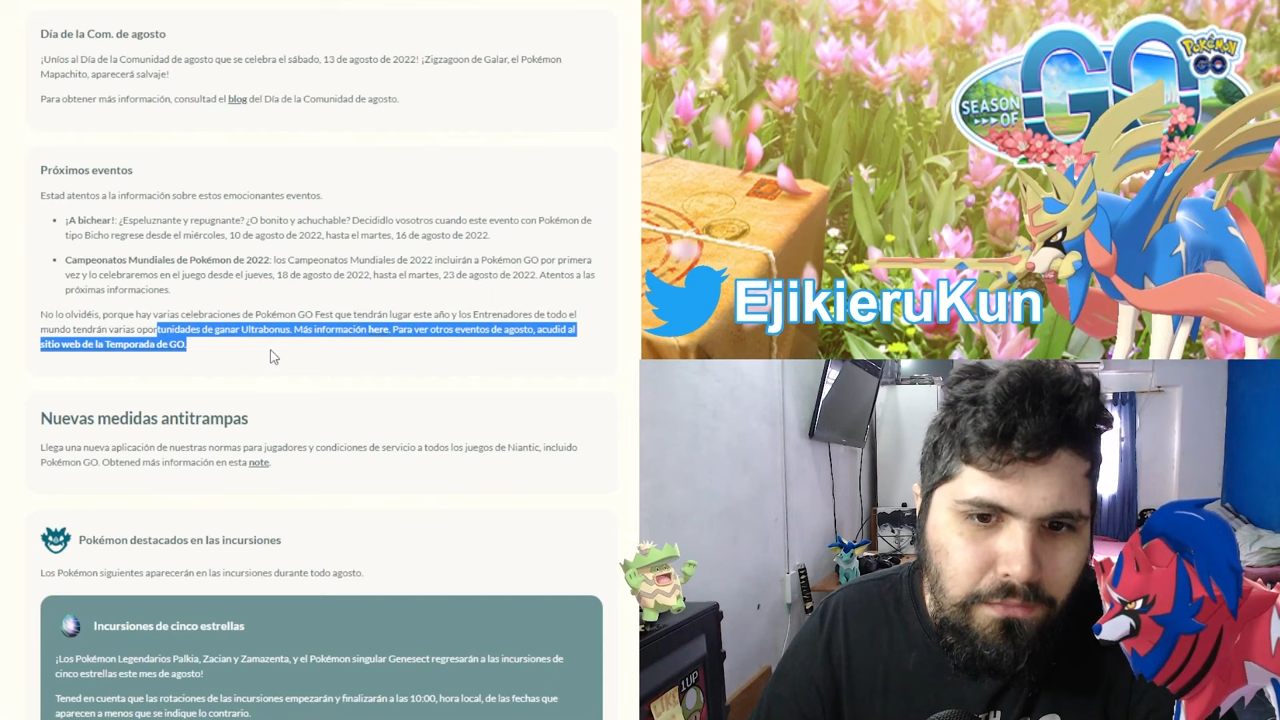 Día de la Com. de agosto
¡Uníos al Día de la Comunidad de agosto que se celebra el sábado, 13 de agosto de 2022! ¡Zigzagoon de Galar, el Pokémon
Mapachito, aparecerá salvaje!
Para obtener más información, consultad el blog del Día de la Comunidad de agosto.
Próximos eventos
Estad atentos a la información sobre estos emocionantes eventos.
• ¡A bichear!: ¿Espeluznante y repugnante? ¿O bonito y achuchable? Decididlo vosotros cuando este evento con Pokémon de
tipo Bicho regrese desde el miércoles, 10 de agosto de 2022, hasta el martes, 16 de agosto de 2022.
• Campeonatos Mundiales de Pokémon de 2022: los Campeonatos Mundiales de 2022 incluirán a Pokémon GO por primera
vez y lo celebraremos en el juego desde el jueves, 18 de agosto de 2022, hasta el martes, 23 de agosto de 2022. Atentos a las
próximas informaciones.
No lo olvidéis, porque hay varias celebraciones de Pokémon GO Fest que tendrán lugar este año y los Entrenadores de todo el
mundo tendrán varias oportunidades de ganar Ultrabonus. Más información here. Para ver otros eventos de agosto, acudid al
sitio web de la Temporada de GO.
Nuevas medidas antitrampas
Llega una nueva aplicación de nuestras normas para jugadores y condiciones de servicio a todos los juegos de Niantic, incluido
Pokémon GO. Obtened más información en esta note.
Pokémon destacados en las incursiones
Los Pokémon siguientes aparecerán en las incursiones durante todo agosto.
Incursiones de cinco estrellas
¡Los Pokémon Legendarios Palkia, Zacian y Zamazenta, y el Pokémon singular Genesect regresarán a las incursiones de
cinco estrellas este mes de agosto!
Tened en cuenta que las rotaciones de las incursiones empezarán y finalizarán a las 10:00, hora local, de las fechas que
aparecen a menos que se indique lo contrario.
SEASON OF GO
Pokémon GO
EjikieruKun
1UP
LIKE